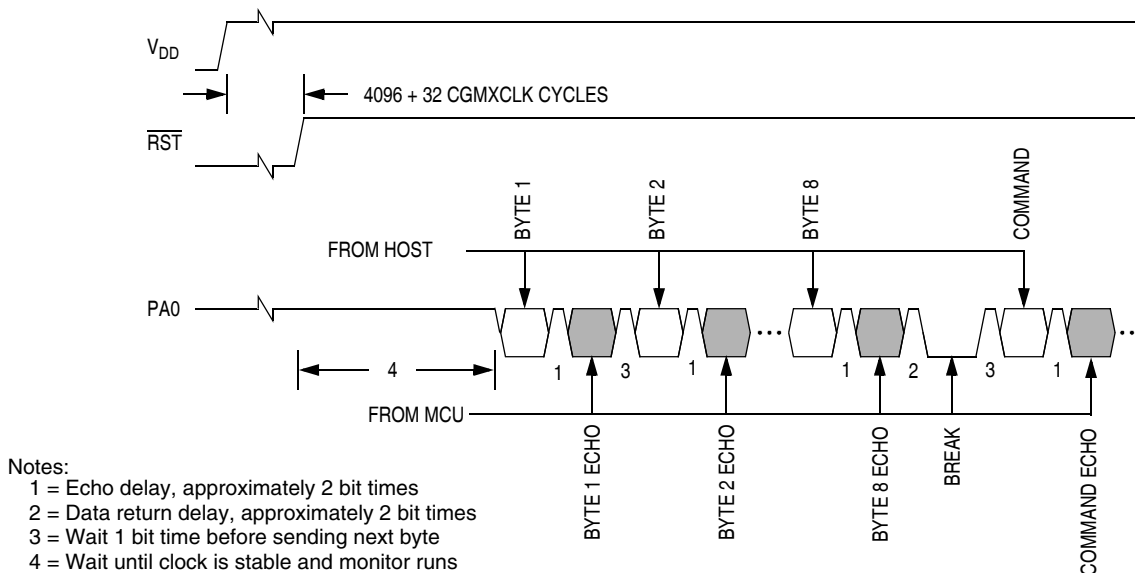 VDD
4096 + 32 CGMXCLK CYCLES
RST
FROM HOST
BYTE 1
BYTE 2
BYTE 8
COMMAND
PA0
1
3
1
1
2
3
1
4
FROM MCU
BYTE 1 ECHO
BYTE 2 ECHO
BYTE 8 ECHO
BREAK
COMMAND ECHO
Notes:
1 = Echo delay, approximately 2 bit times
2 = Data return delay, approximately 2 bit times
3 = Wait 1 bit time before sending next byte
4 = Wait until clock is stable and monitor runs